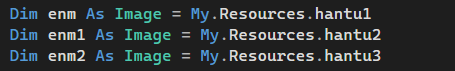 Dim enm As Image = My.Resources.hantu1
Dim enm1 As Image = My.Resources.hantu2
Dim enm2 As Image = My.Resources.hantu3